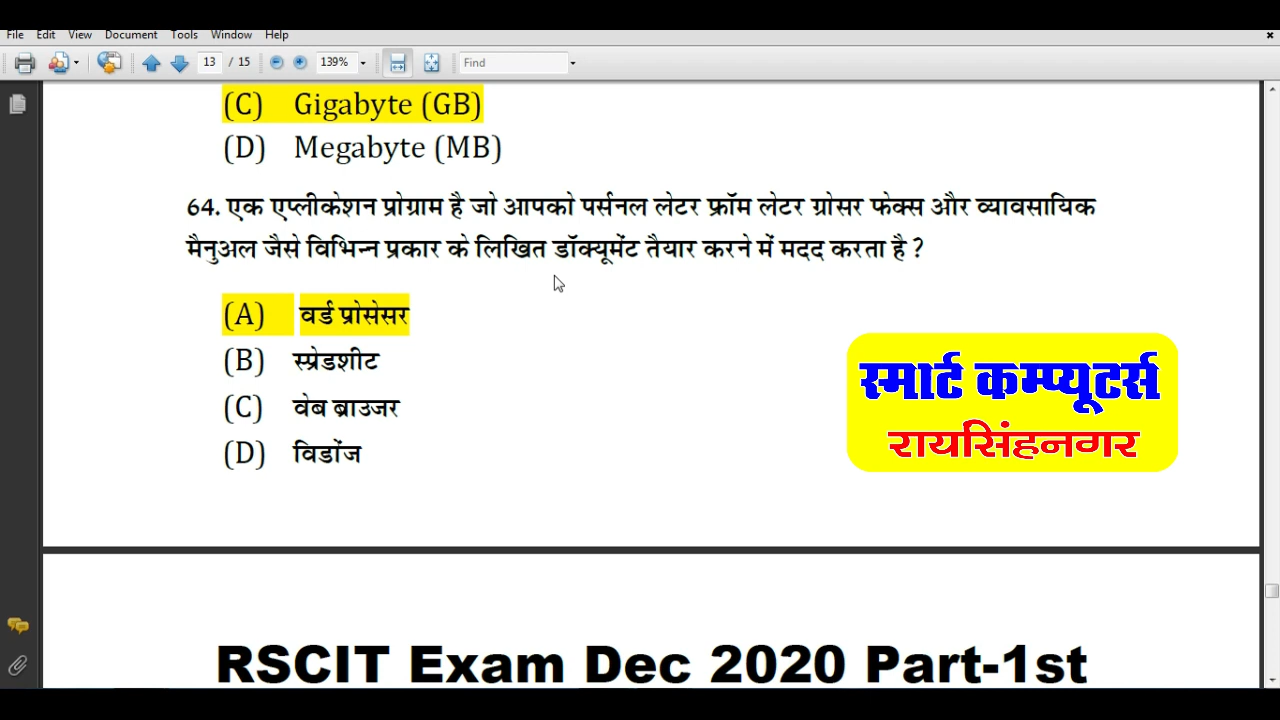 File Edit View Document Tools Window Help
13 / 15 139% Find
(C) Gigabyte (GB)
(D) Megabyte (MB)
64. एक एप्लीकेशन प्रोग्राम है जो आपको पर्सनल लेटर फ्रॉम लेटर ग्रोसर फेक्स और व्यावसायिक
मैनुअल जैसे विभिन्न प्रकार के लिखित डॉक्यूमेंट तैयार करने में मदद करता है ?
(A) वर्ड प्रोसेसर
(B) स्प्रेडशीट
(C) वेब ब्राउजर
(D) विडोंज
स्मार्ट कम्प्यूटर्स
रायसिंहनगर
RSCIT Exam Dec 2020 Part-1st